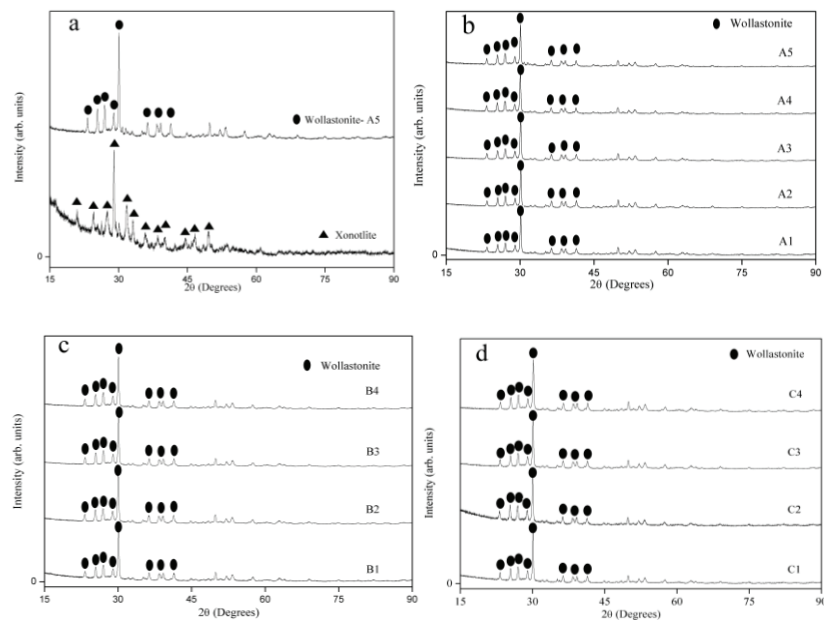 a
Intensity (arb. units)
Wollastonite- A5
Xonotlite
0
15 30 45 60 75 90
2θ (Degrees)
b
Intensity (arb. units)
Wollastonite
A5
A4
A3
A2
A1
0
15 30 45 60 75 90
2θ (Degrees)
c
Intensity (arb. units)
Wollastonite
B4
B3
B2
B1
0
15 30 45 60 75 90
2θ (Degrees)
d
Intensity (arb. units)
Wollastonite
C4
C3
C2
C1
0
15 30 45 60 75 90
2θ (Degrees)